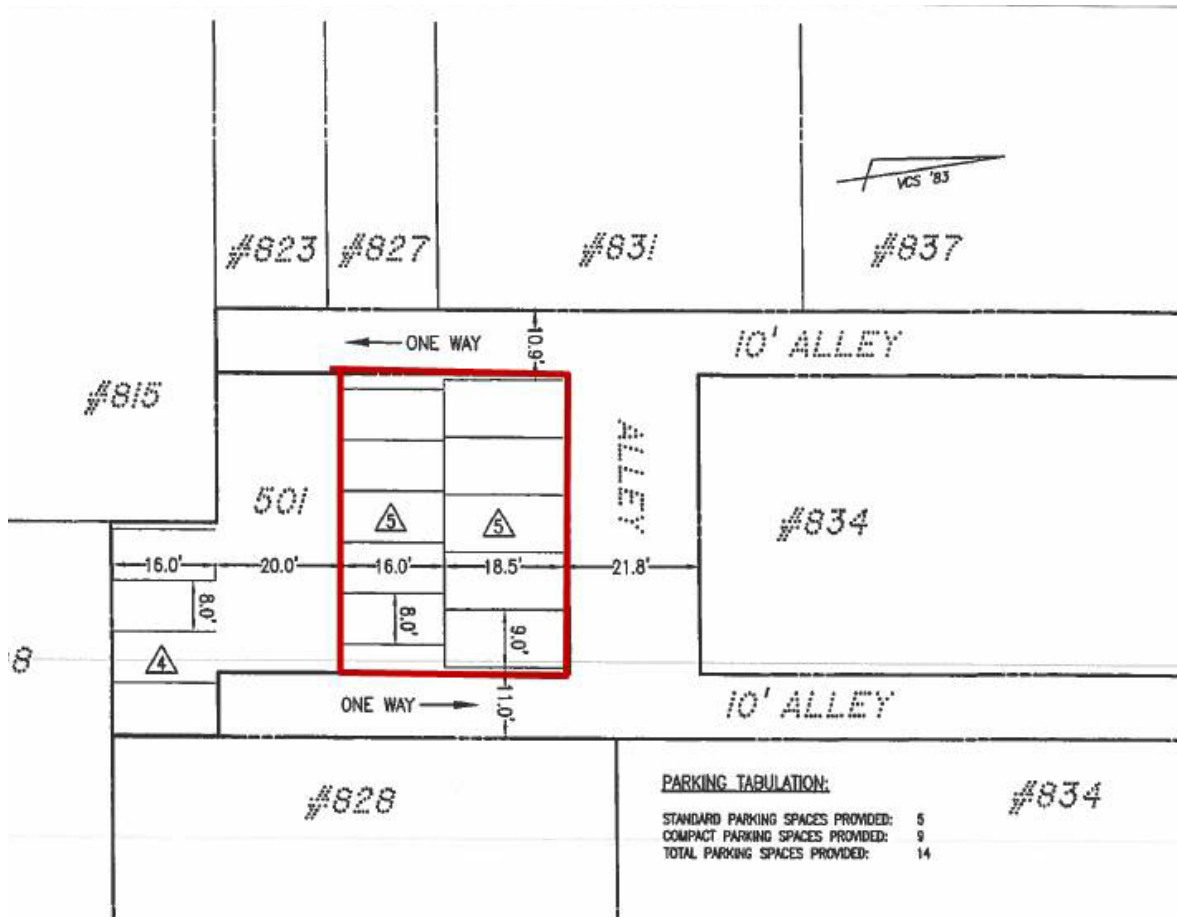 VCS '83
#823
#827
#831
#837
ONE WAY
10.9'
10' ALLEY
#815
501
ALLEY
5
5
#834
16.0'
20.0'
16.0'
18.5'
21.8'
8.0'
8.0'
9.0'
8
4
ONE WAY
11.0'
10' ALLEY
#828
PARKING TABULATION:
#834
STANDARD PARKING SPACES PROVIDED: 5
COMPACT PARKING SPACES PROVIDED: 9
TOTAL PARKING SPACES PROVIDED: 14